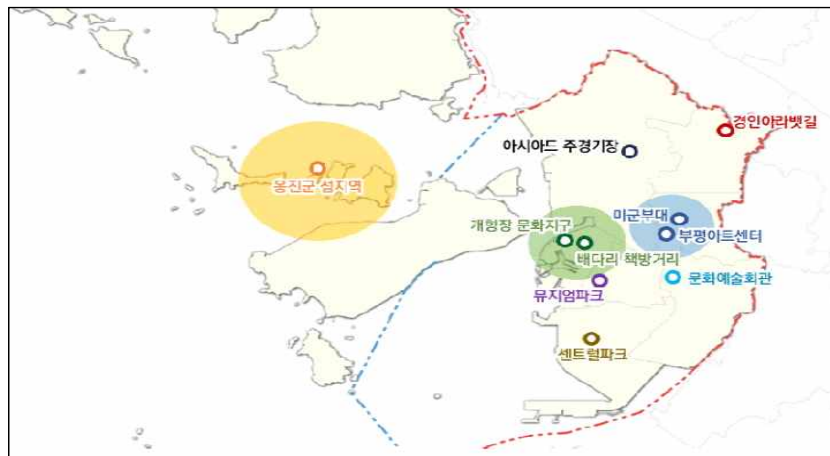 경인아라뱃길
아시아드 주경기장
옹진군 섬지역
미군부대
개항장 문화지구
부평아트센터
배다리 책방거리
문화예술회관
뮤지엄파크
센트럴파크